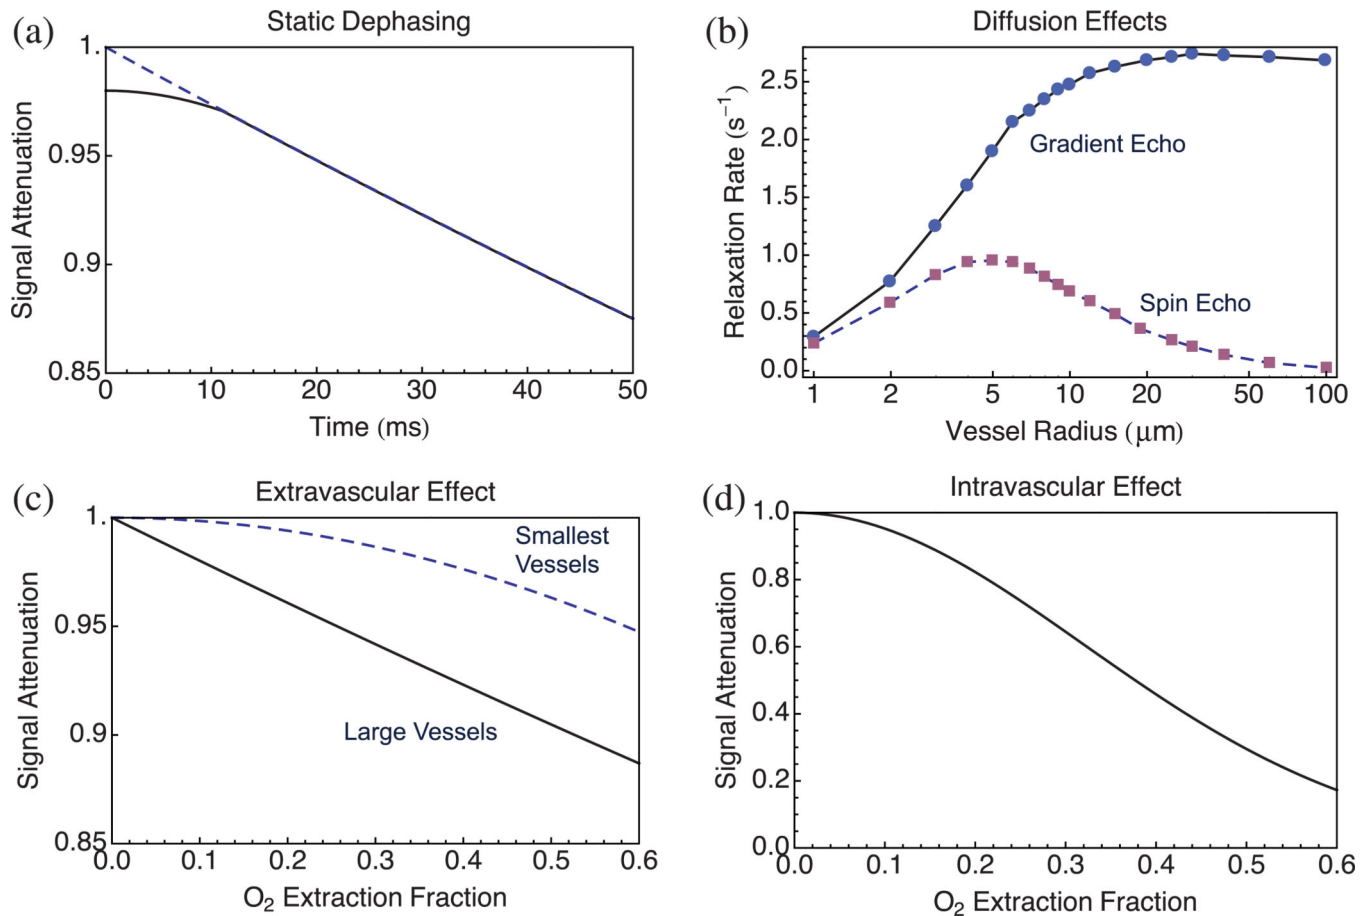 (a)
Static Dephasing
1.
0.95
0.9
0.85
0
10
20
30
40
50
Signal Attenuation
Time (ms)
(b)
Diffusion Effects
2.5
2.0
1.5
1.0
0.5
0.0
1
2
5
10
20
50
100
Relaxation Rate (s⁻¹)
Gradient Echo
Spin Echo
Vessel Radius (μm)
(c)
Extravascular Effect
1.
0.95
0.9
0.85
0.0
0.1
0.2
0.3
0.4
0.5
0.6
Signal Attenuation
Smallest
Vessels
Large Vessels
O₂ Extraction Fraction
(d)
Intravascular Effect
1.0
0.8
0.6
0.4
0.2
0.0
0.0
0.1
0.2
0.3
0.4
0.5
0.6
Signal Attenuation
O₂ Extraction Fraction